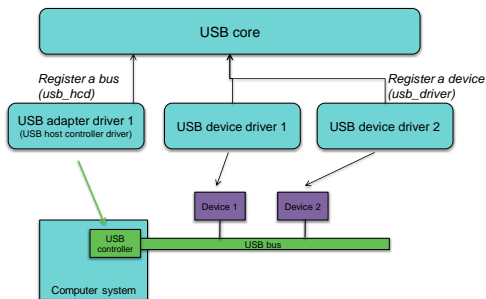 USB core
Register a bus
(usb_hcd)
Register a device
(usb_driver)
USB adapter driver 1
(USB host controller driver)
USB device driver 1
USB device driver 2
Device 1
Device 2
USB
controller
USB bus
Computer system